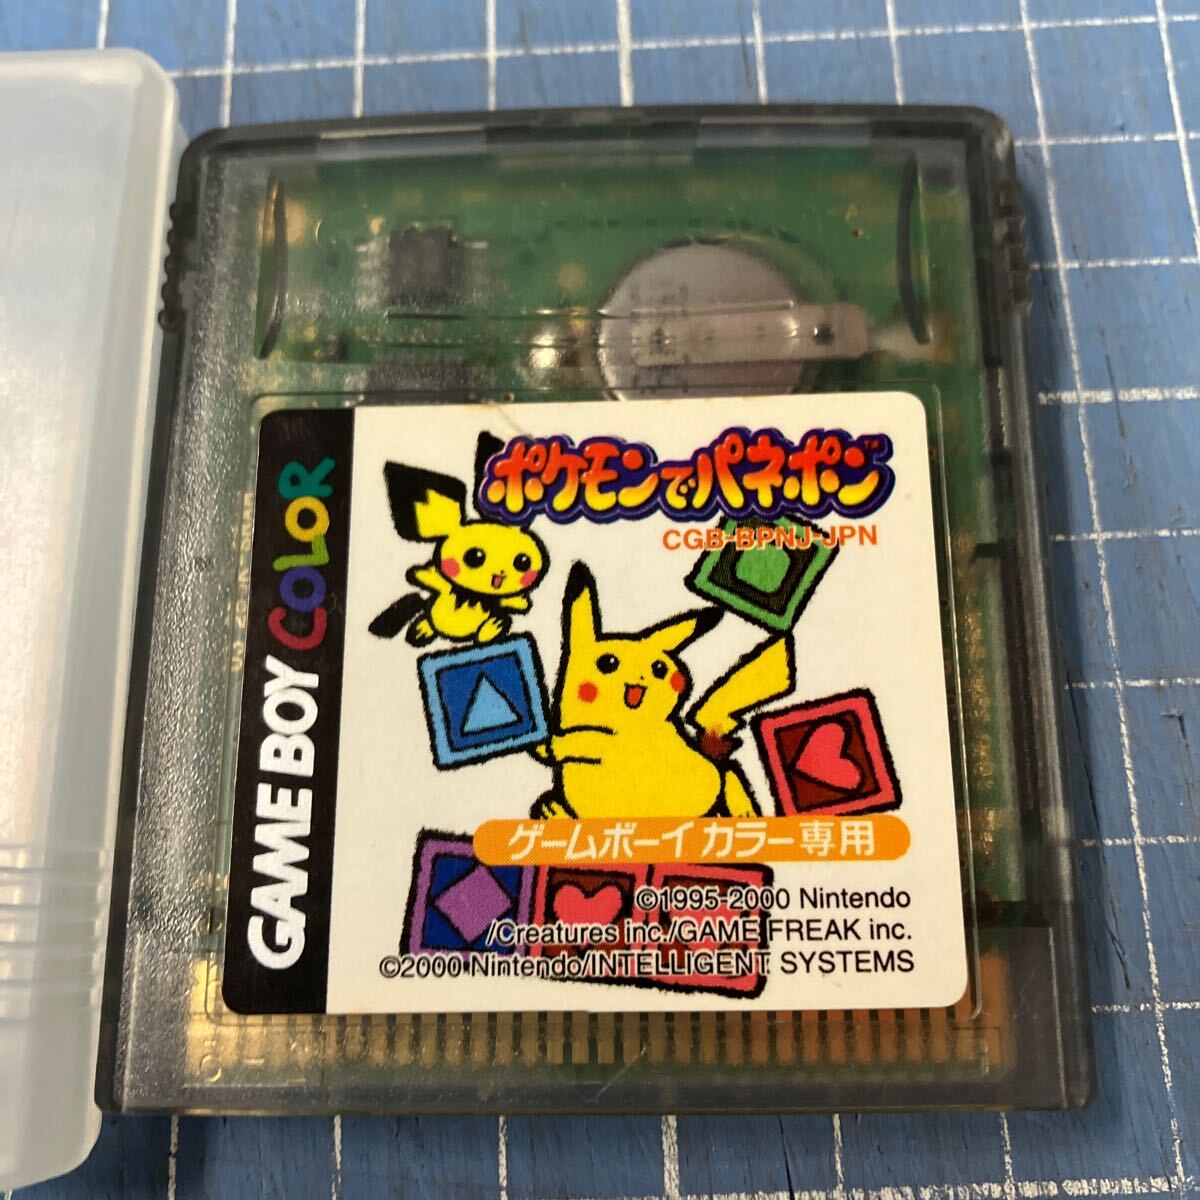 GAME BOY COLOR
ポケモンでパネポン™
CGB-BPNJ-JPN
ゲームボーイカラー専用
©1995-2000 Nintendo
/Creatures inc./GAME FREAK inc.
©2000 Nintendo/INTELLIGENT SYSTEMS